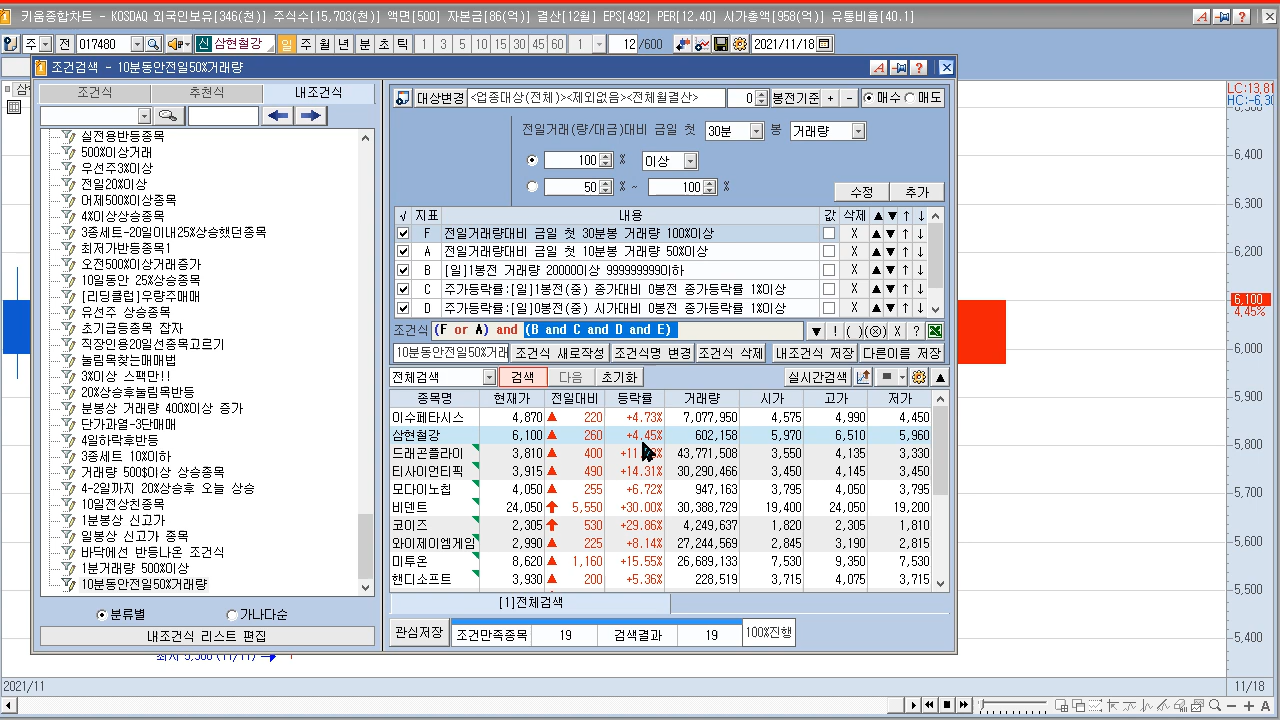 키움종합차트 - KOSDAQ 외국인보유[346(천)] 주식수[15,703(천)] 액면[500] 자본금[86(억)] 결산[12월] EPS[492] PER[12.40] 시가총액[958(억)] 유통비율[40.1]
주 전 017480 신 삼현철강 일 주 월 년 분 초 틱 1 3 5 10 15 30 45 60 1 12 /600 2021/11/18
조건검색 - 10분동안전일50%거래량
조건식 추천식 내조건식
실전용반등종목
500%이상거래
우선주3%이상
전일20%이상
어제500%이상종목
4%이상상승종목
3종세트-20일이내25%상승했던종목
최저가반등종목1
오전500%이상거래증가
10일동안 25%상승종목
[리딩클럽]우량주매매
유선주 상승종목
초기급등종목 잡자
직장인용20일선종목고르기
눌림목찾는매매법
3%이상 스팩만!!
20%상승후눌림목반등
분봉상 거래량 400%이상 증가
단가과열-3단매매
4일하락후반등
3종세트 10%이하
거래량 500$이상 상승종목
4-2일까지 20%상승후 오늘 상승
10일전상친종목
1분봉상 신고가
일봉상 신고가 종목
바닥에선 반등나온 조건식
1분거래량 500%이상
10분동안전일50%거래량
분류별 가나다순
내조건식 리스트 편집
대상변경 <업종대상(전체)><제외없음><전체월결산> 0 봉전기준 + - 매수 매도
전일거래(량/대금)대비 금일 첫 30분 봉 거래량
100 % 이상
50 % ~ 100 %
수정 추가
√ 지표 내용 값 삭제 ▲ ▼ ↑ ↓
F 전일거래량대비 금일 첫 30분봉 거래량 100%이상 X ▲ ▼ ↑ ↓
A 전일거래량대비 금일 첫 10분봉 거래량 50%이상 X ▲ ▼ ↑ ↓
B [일]1봉전 거래량 20000이상 999999999이하 X ▲ ▼ ↑ ↓
C 주가등락률:[일]1봉전(종) 종가대비 0봉전 종가등락률 1%이상 X ▲ ▼ ↑ ↓
D 주가등락률:[일]0봉전(종) 시가대비 0봉전 종가등락률 1%이상 X ▲ ▼ ↑ ↓
조건식 (F or A) and (B and C and D and E) ▼ ! ( ) X ?
10분동안전일50%거래 조건식 새로작성 조건식명 변경 조건식 삭제 내조건식 저장 다른이름 저장
전체검색 검색 다음 초기화 실시간검색 ▲
종목명 현재가 전일대비 등락률 거래량 시가 고가 저가
이수페타시스 4,870 ▲ 220 +4.73% 7,077,950 4,575 4,990 4,450
삼현철강 6,100 ▲ 260 +4.45% 602,158 5,970 6,510 5,960
드래곤플라이 3,810 ▲ 400 43,771,508 3,550 4,135 3,330
티사이언티픽 3,915 ▲ 490 +14.31% 30,290,466 3,450 4,145 3,450
모다이노칩 4,050 ▲ 255 +6.72% 947,163 3,795 4,050 3,795
비덴트 24,050 5,550 +30.00% 30,388,729 19,400 24,050 19,200
코이즈 2,305 530 +29.86% 4,249,637 1,820 2,305 1,810
와이제이엠게임 2,990 ▲ 225 +8.14% 27,244,569 2,845 3,190 2,815
미투온 8,620 ▲ 1,160 +15.55% 26,689,133 7,530 9,350 7,530
핸디소프트 3,930 ▲ 200 +5.36% 228,519 3,715 4,075 3,715
[1]전체검색
관심저장 조건만족종목 19 검색결과 19 100%진행
LC:13,81
HC:-6,30
6,400
6,300
6,200
6,100
4,45%
6,000
5,900
5,800
5,700
5,600
5,500
5,400
2021/11 11/18